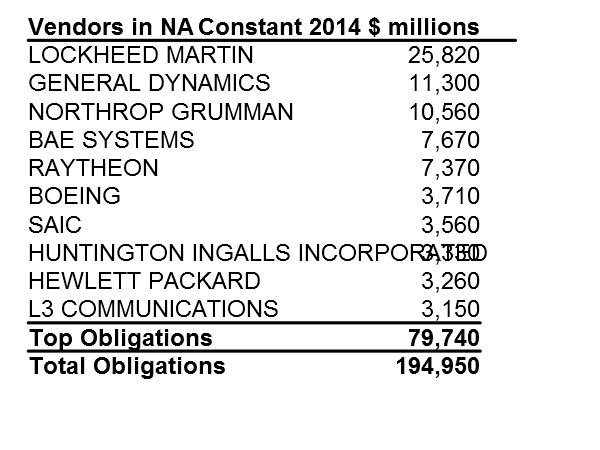 Vendors in NA Constant 2014 $ millions
LOCKHEED MARTIN 25,820
GENERAL DYNAMICS 11,300
NORTHROP GRUMMAN 10,560
BAE SYSTEMS 7,670
RAYTHEON 7,370
BOEING 3,710
SAIC 3,560
HUNTINGTON INGALLS INCORPORATED 3,330
HEWLETT PACKARD 3,260
L3 COMMUNICATIONS 3,150
Top Obligations 79,740
Total Obligations 194,950